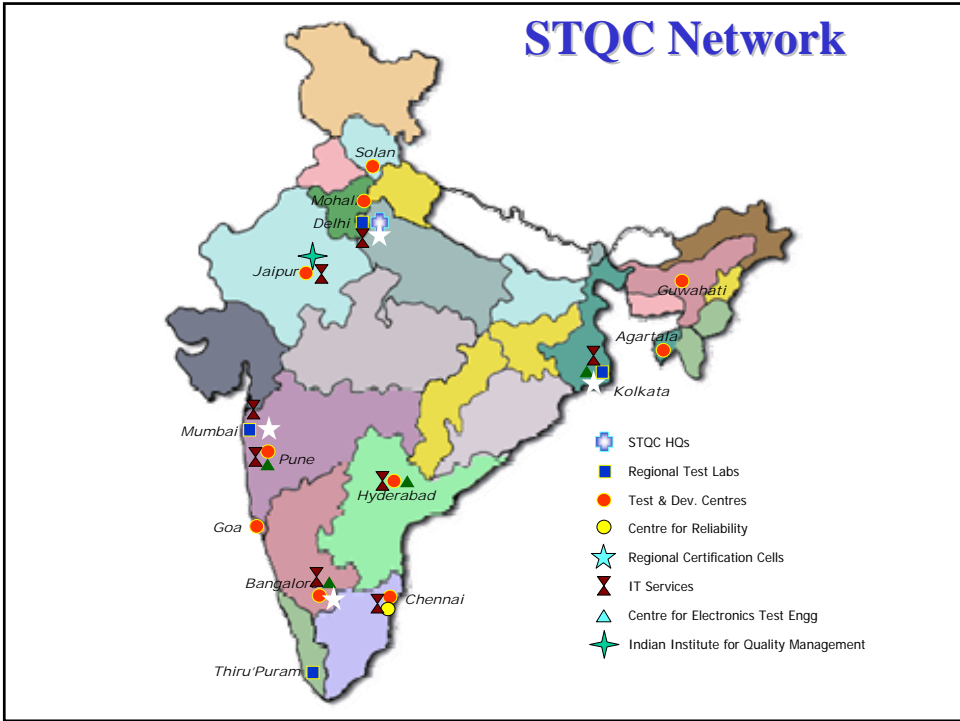 STQC Network
Solan
Mohali
Delhi
Jaipur
Guwahati
Agartala
Kolkata
Mumbai
Pune
Hyderabad
Goa
Bangalor
Chennai
Thiru'Puram
STQC HQs
Regional Test Labs
Test & Dev. Centres
Centre for Reliability
Regional Certification Cells
IT Services
Centre for Electronics Test Engg
Indian Institute for Quality Management